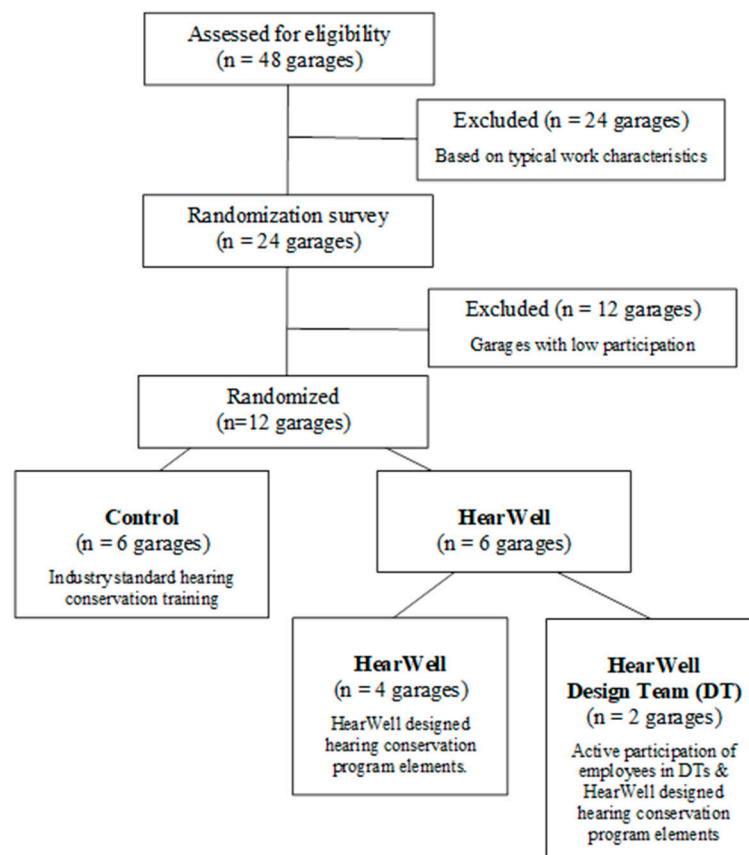 Assessed for eligibility
(n = 48 garages)
Excluded (n = 24 garages)
Based on typical work characteristics
Randomization survey
(n = 24 garages)
Excluded (n = 12 garages)
Garages with low participation
Randomized
(n=12 garages)
Control
(n = 6 garages)
Industry standard hearing
conservation training
HearWell
(n = 6 garages)
HearWell
(n = 4 garages)
HearWell designed
hearing conservation
program elements.
HearWell
Design Team (DT)
(n = 2 garages)
Active participation of
employees in DTs &
HearWell designed
hearing conservation
program elements